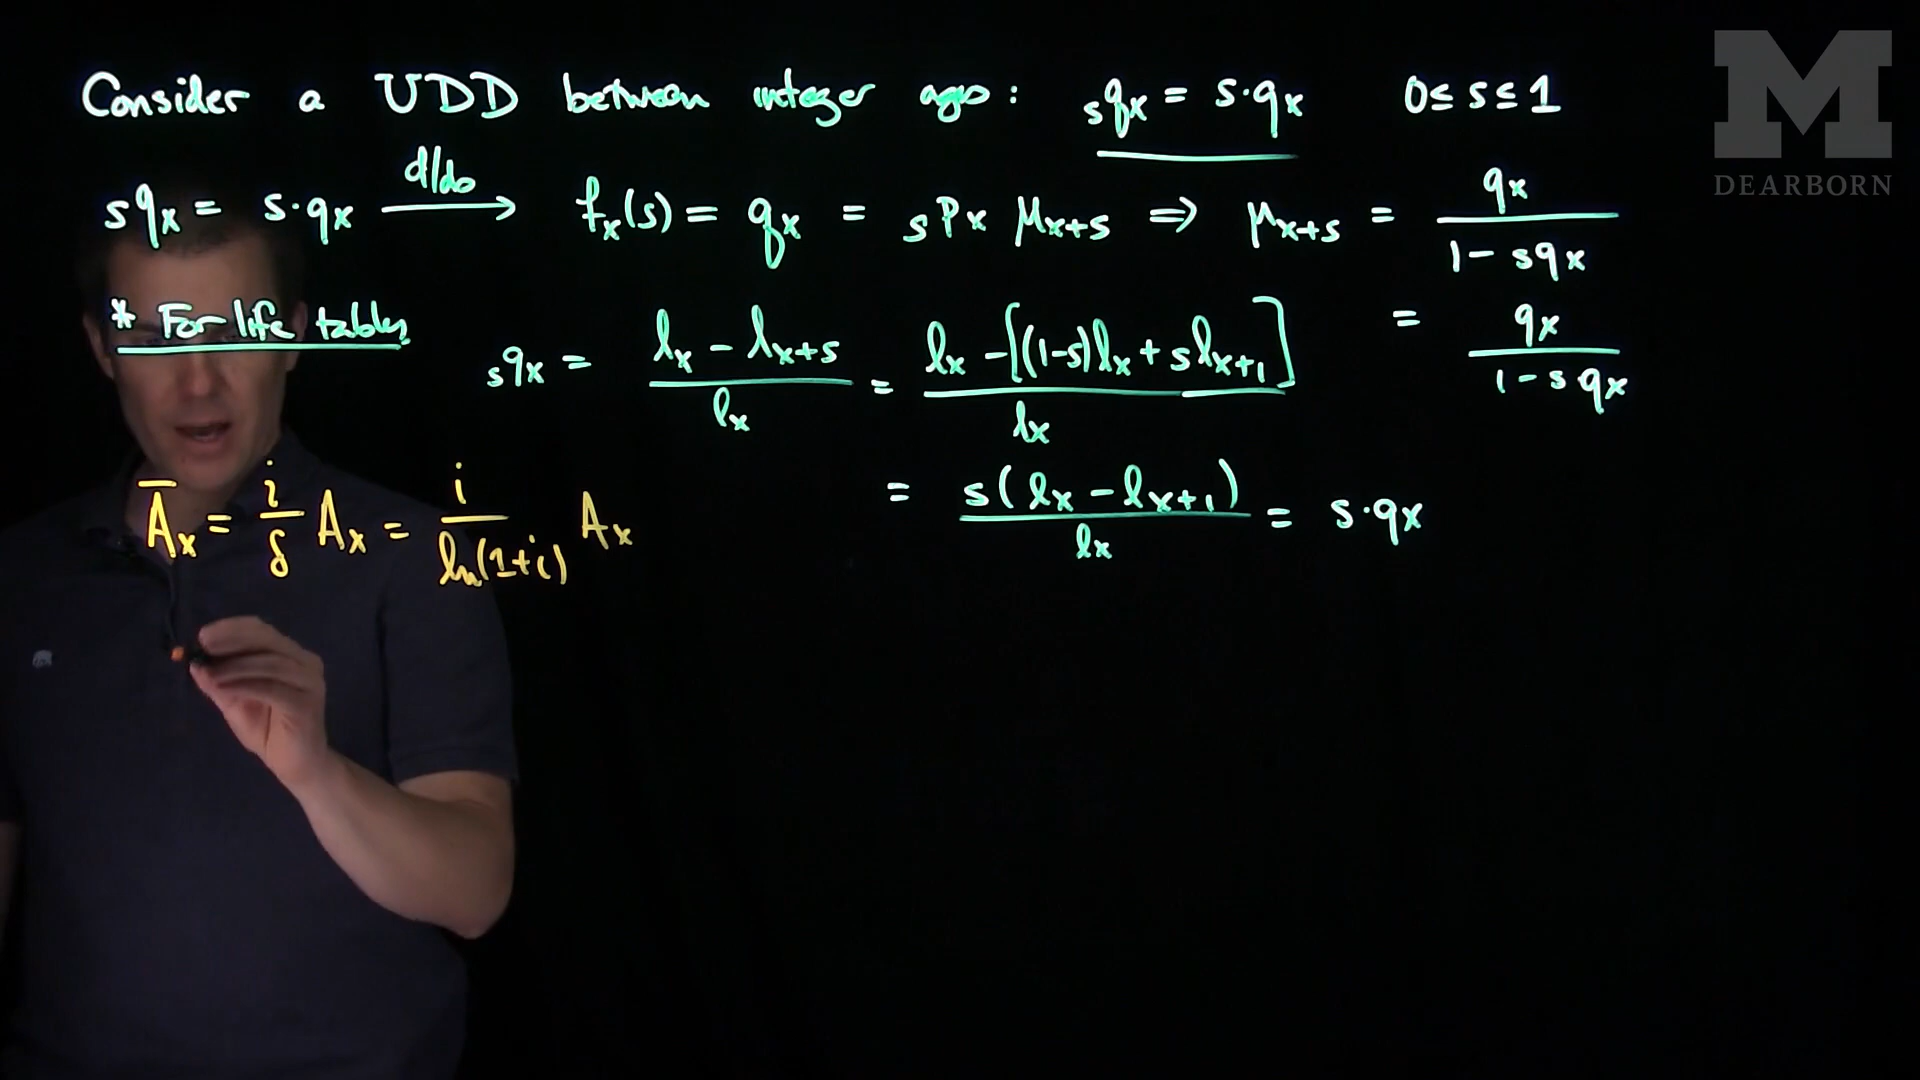 Consider a UDD between integer ages: ₛqₓ = s·qₓ 0≤s≤1
ₛqₓ = s·qₓ d/ds → fₓ(s) = qₓ = ₛpₓ μₓ₊ₛ ⇒ μₓ₊ₛ = qₓ / (1 - ₛqₓ)
= qₓ / (1 - s·qₓ)
* For life tables
ₛqₓ = (lₓ - lₓ₊ₛ) / lₓ = (lₓ - [(1-s)lₓ + s lₓ₊₁]) / lₓ
= s(lₓ - lₓ₊₁) / lₓ = s·qₓ
Āₓ = i/δ Aₓ = i / ln(1+i) Aₓ
M
DEARBORN